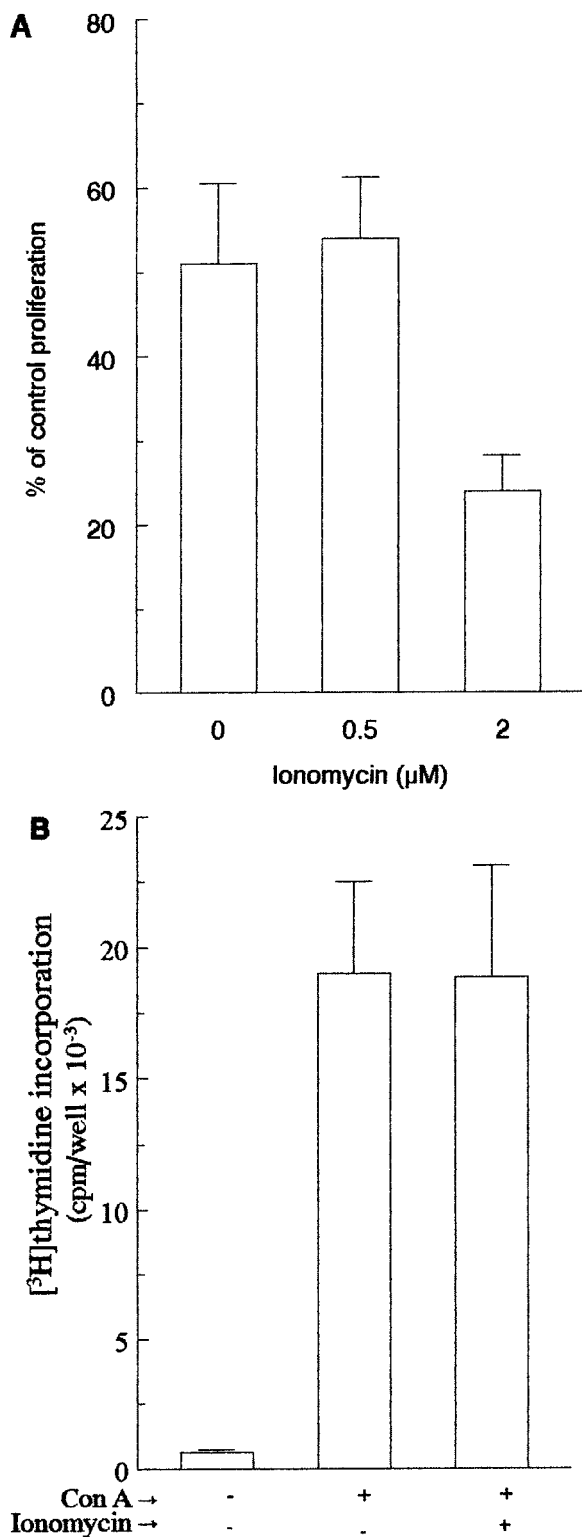 A
80
60
40
20
0
% of control proliferation
0 0.5 2
Ionomycin (µM)
B
25
20
15
10
5
0
[³H]thymidine incorporation
(cpm/well x 10⁻³)
Con A→ - + +
Ionomycin→ - - +